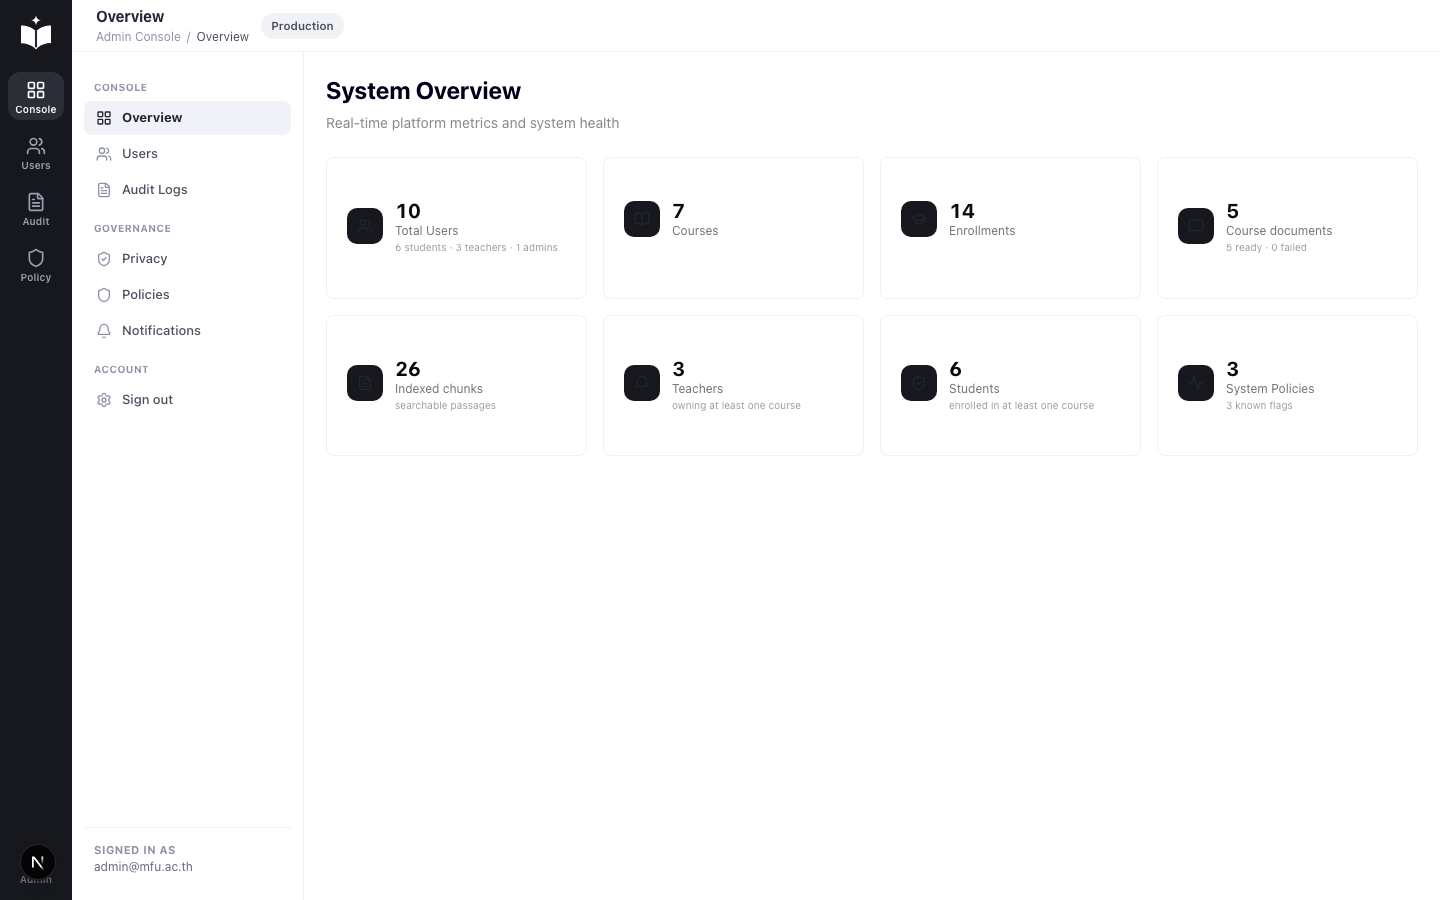 Console
Users
Audit
Policy
N
Admin
Overview
Admin Console / Overview
Production
CONSOLE
Overview
Users
Audit Logs
GOVERNANCE
Privacy
Policies
Notifications
ACCOUNT
Sign out
SIGNED IN AS
admin@mfu.ac.th
System Overview
Real-time platform metrics and system health
10
Total Users
6 students · 3 teachers · 1 admins
7
Courses
14
Enrollments
5
Course documents
5 ready · 0 failed
26
Indexed chunks
searchable passages
3
Teachers
owning at least one course
6
Students
enrolled in at least one course
3
System Policies
3 known flags